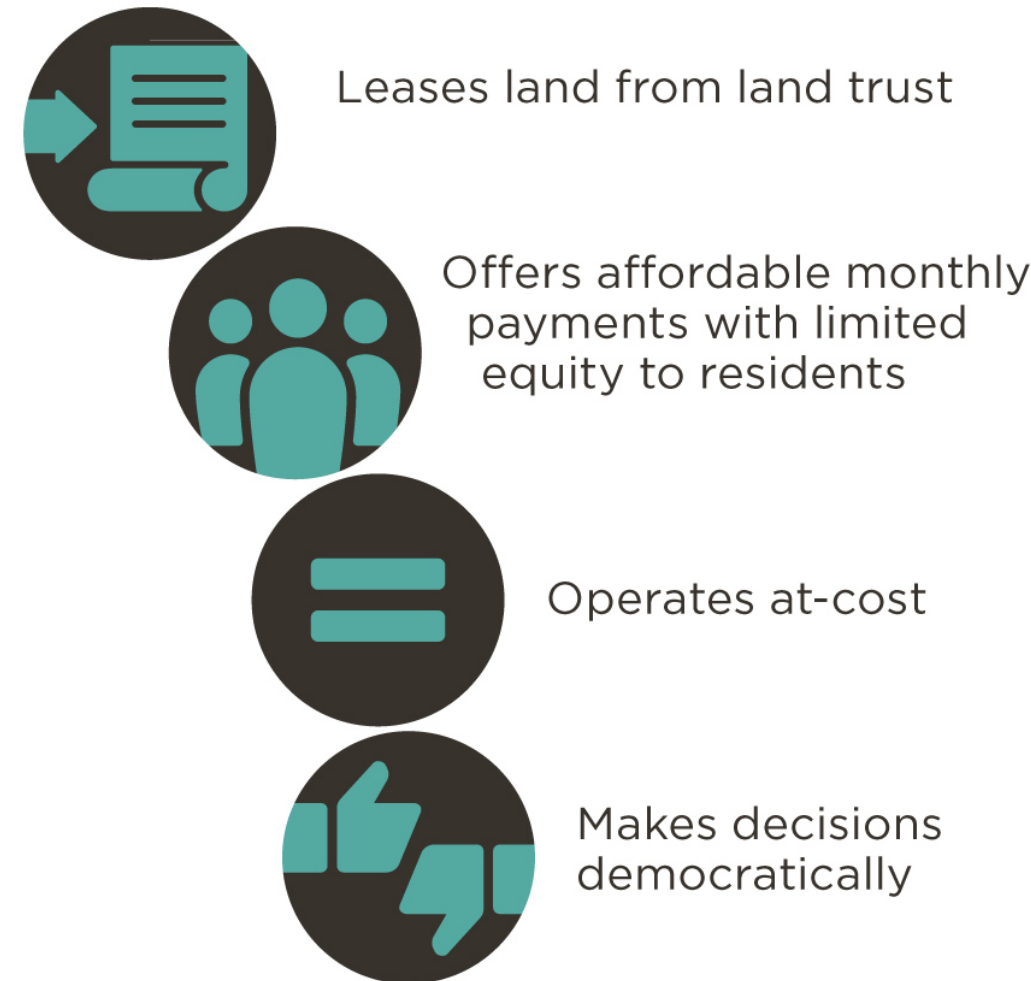 Leases land from land trust
Offers affordable monthly
payments with limited
equity to residents
Operates at-cost
Makes decisions
democratically